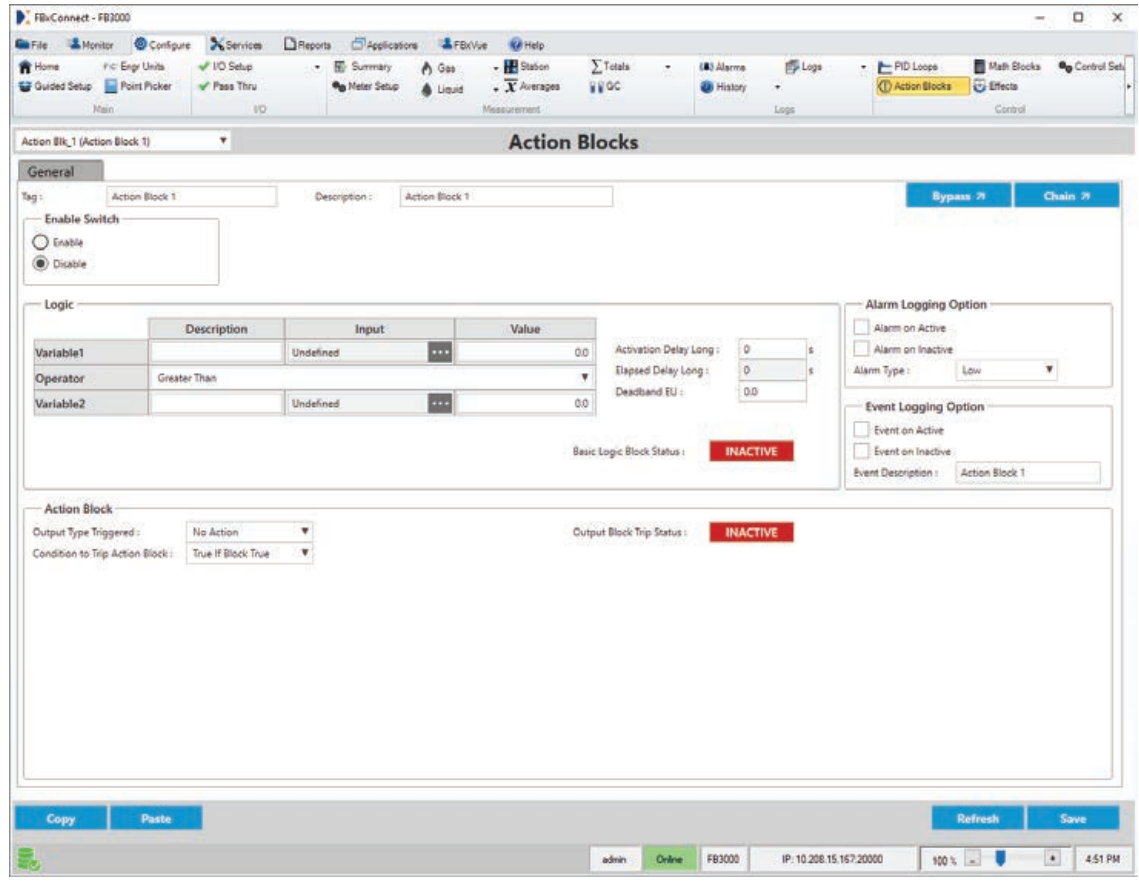 FBxConnect - FB3000
File Monitor Configure Services Reports Applications FBxVue Help
Home Engr Units I/O Setup Summary Gas Station Totals Alarms Logs PID Loops Math Blocks Control Set
Guided Setup Point Picker Pass Thru Meter Setup Liquid X Averages GC History Action Blocks Effects
Main I/O Measurement Logs Control
Action Blk_1 (Action Block 1) Action Blocks
General
Tag : Action Block 1 Description : Action Block 1 Bypass Chain
Enable Switch
Enable
Disable
Logic Alarm Logging Option
Description Input Value Alarm on Active
Variable1 Undefined ... 0.0 Activation Delay Long : 0 s Alarm on Inactive
Operator Greater Than Elapsed Delay Long : 0 s Alarm Type : Low
Variable2 Undefined ... 0.0 Deadband EU : 0.0
Event Logging Option
Event on Active
Basic Logic Block Status : INACTIVE Event on Inactive
Event Description : Action Block 1
Action Block
Output Type Triggered : No Action Output Block Trip Status : INACTIVE
Condition to Trip Action Block : True If Block True
Copy Paste Refresh Save
admin Online FB3000 IP: 10.208.15.167:20000 100 % - + 4:51 PM